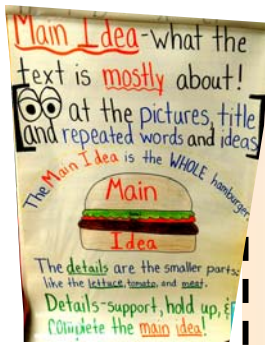 Main Idea-what the
text is mostly about!
at the pictures, title
and repeated words and ideas
The Main Idea is the WHOLE hamburger
Main
Idea
The details are the smaller parts
like the lettuce, tomato, and meat.
Details-support, hold up, &
complete the main idea!